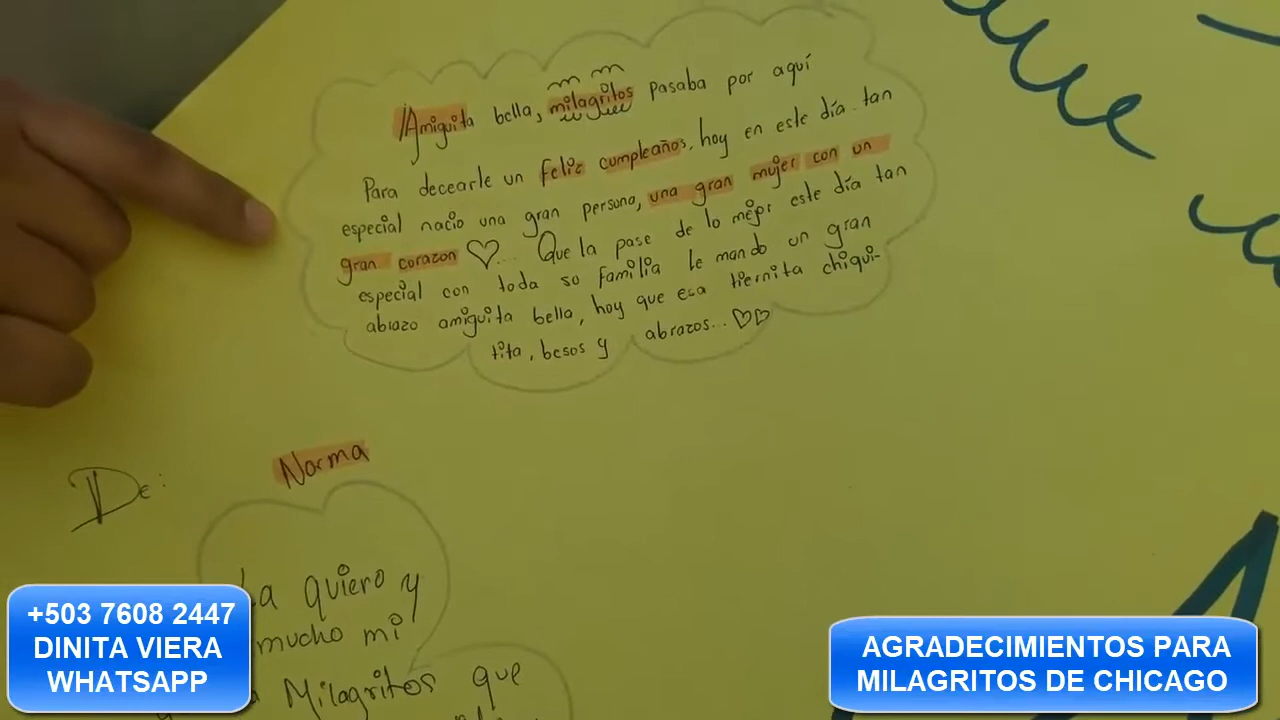 Amiguita bella, milagritos pasaba por aquí
Para decearle un feliz cumpleaños, hoy en este día tan
especial nacio una gran persona, una gran mujer con un
gran corazon ♡.... Que la pase de lo mejor este día tan
especial con toda su familia le mando un gran
abrazo amiguita bella, hoy que esa tiernita chiqui-
tita, besos y abrazos... ♡♡
De: Norma
La quiero y
mucho mi
Milagritos que
+503 7608 2447
DINITA VIERA
WHATSAPP
AGRADECIMIENTOS PARA
MILAGRITOS DE CHICAGO